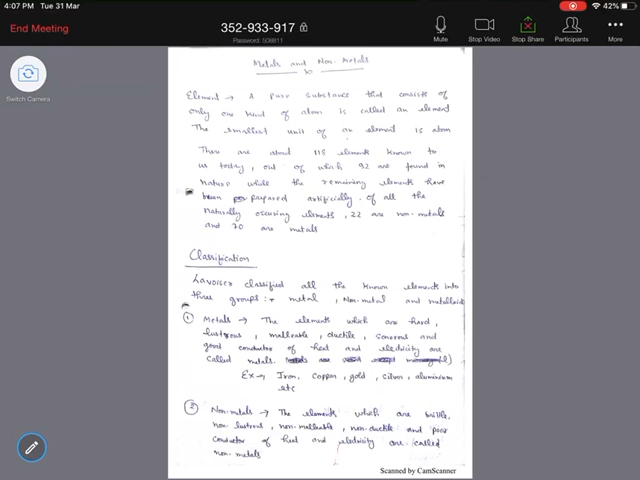 4:07 PM Tue 31 Mar
42%
End Meeting
352-933-917
Password: 508811
Mute
Stop Video
Stop Share
Participants
More
Switch Camera
Metals and Non-Metals
Element → A pure substance that consists of
only one kind of atom is called an element
The smallest unit of an element is atom
There are about 118 elements known to
us today, out of which 92 are found in
nature while the remaining elements have
been prepared artificially. Of all the
naturally occuring elements, 22 are non-metals
and 70 are metals
Classification
Lavoiser classified all the known elements into
three groups:- metal, Non-metal and metalloids
① Metals → The elements which are hard,
lustrous, malleable, ductile, sonorous and
good conductor of heat and electricity are
called metals.
Ex → Iron, Copper, gold, silver, aluminium
etc
② Non-metals → The elements which are brittle,
non lustrous, non-malleable, non-ductile and poor
conductor of heat and electricity are called
non-metals
Scanned by CamScanner